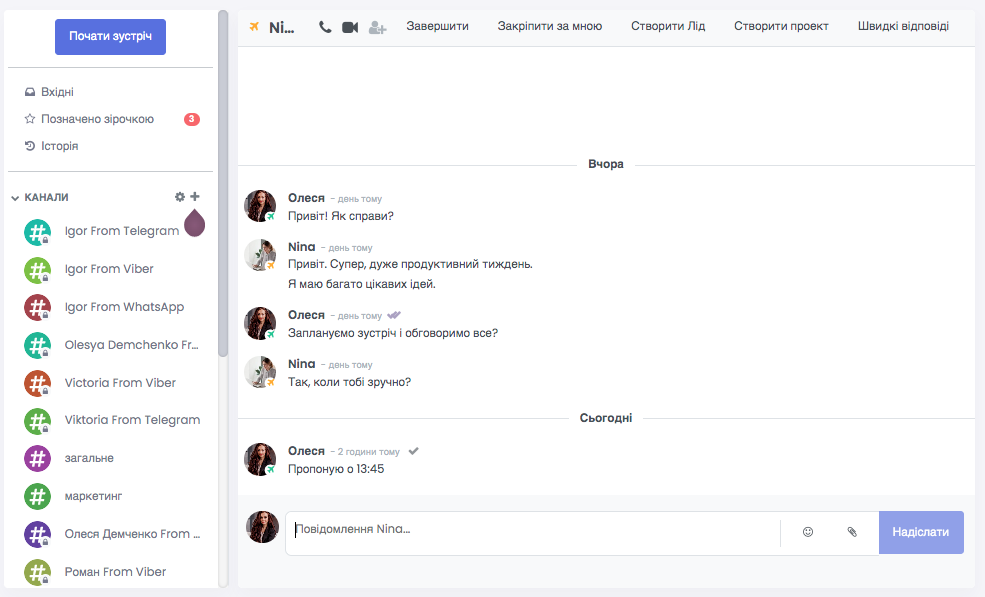 Почати зустріч
Вхідні
Позначено зірочкою 3
Історія
КАНАЛИ
Igor From Telegram
Igor From Viber
Igor From WhatsApp
Olesya Demchenko Fr...
Victoria From Viber
Viktoria From Telegram
загальне
маркетинг
Олеся Демченко From ...
Роман From Viber
Ni... Завершити Закріпити за мною Створити Лід Створити проект Швидкі відповіді
Вчора
Олеся - день тому
Привіт! Як справи?
Nina - день тому
Привіт. Супер, дуже продуктивний тиждень.
Я маю багато цікавих ідей.
Олеся - день тому
Заплануємо зустріч і обговоримо все?
Nina - день тому
Так, коли тобі зручно?
Сьогодні
Олеся - 2 години тому
Пропоную о 13:45
Повідомлення Nina... Надіслати